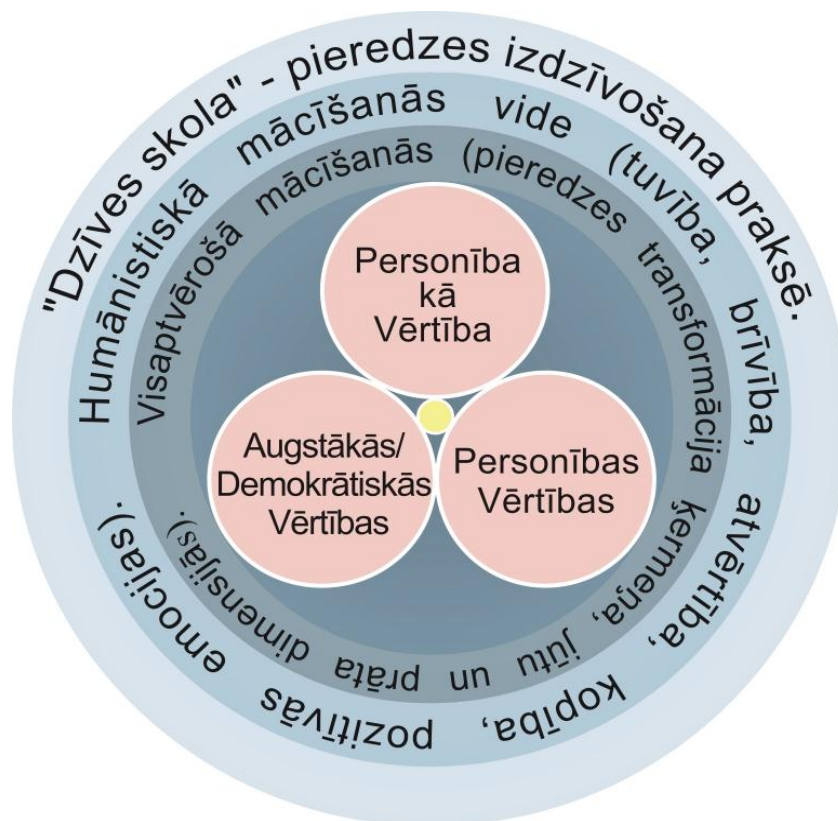 "Dzīves skola" - pieredzes izdzīvošana praksē.
Humānistiskā mācīšanās vide (tuvība, brīvība, atvērtība, kopība, pozitīvās emocijas).
Visaptvērošā mācīšanās (pieredzes transformācija ķermeņa, jūtu un prāta dimensijās).
Personība
kā
Vērtība
Augstākās/
Demokrātiskās
Vērtības
Personības
Vērtības